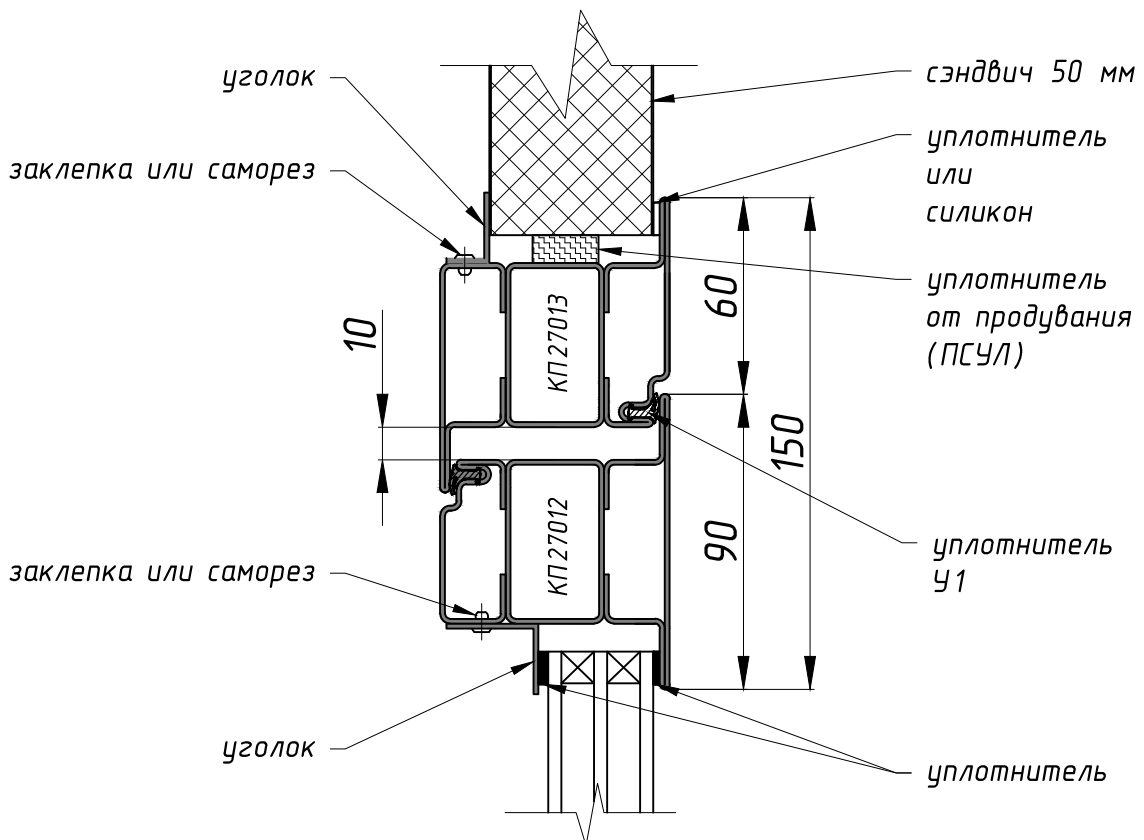 уголок
сэндвич 50 мм
уплотнитель
или
силикон
заклепка или саморез
уплотнитель
от продувания
(ПСУЛ)
60
10
КП27013
150
90
КП27012
уплотнитель
У1
заклепка или саморез
уголок
уплотнитель